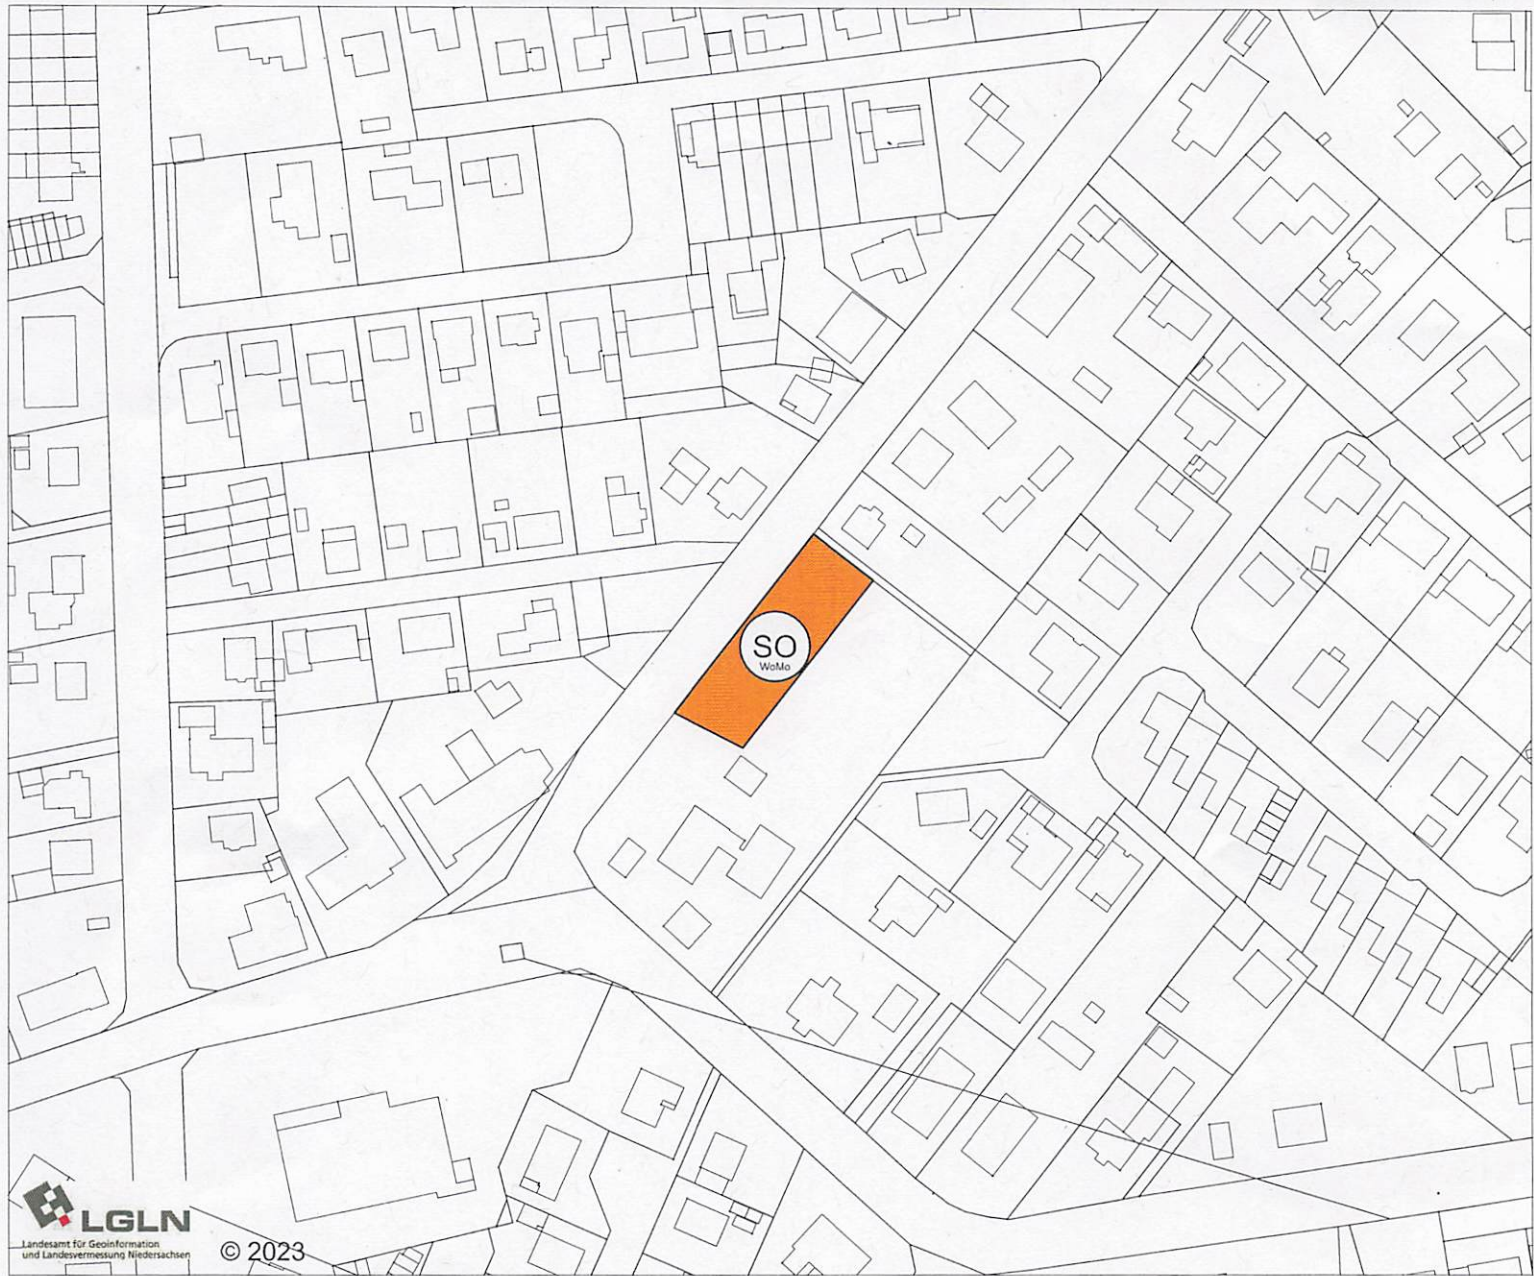 SO
WoMo
LGLN
Landesamt für Geoinformation
und Landesvermessung Niedersachsen
© 2023